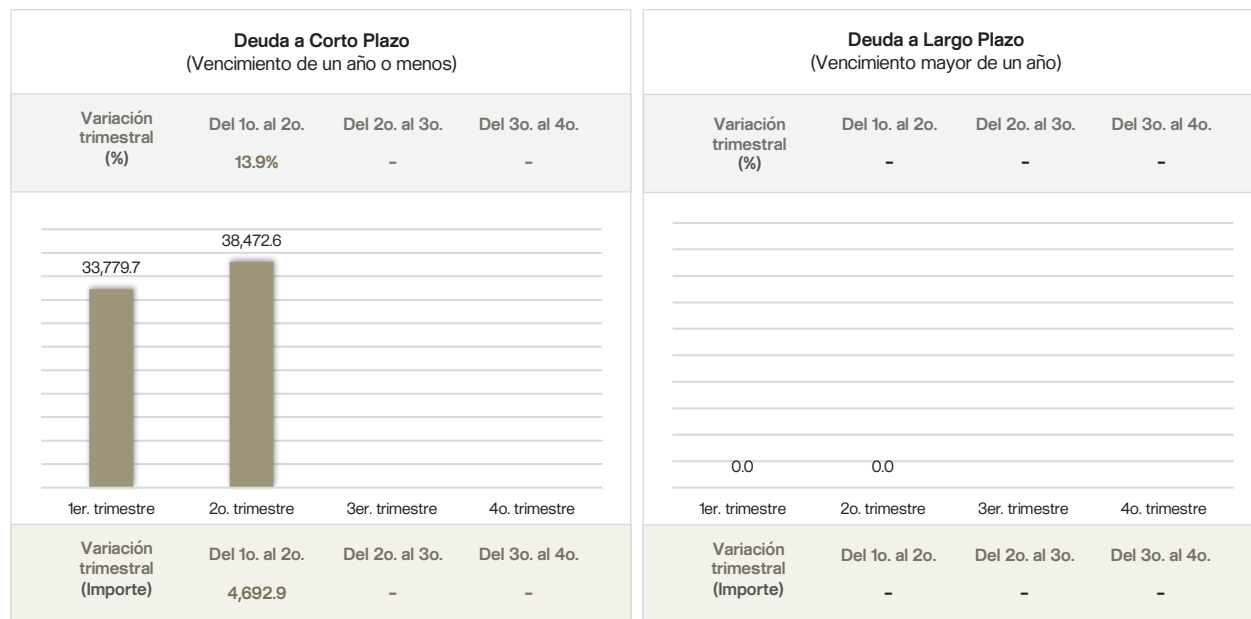 Deuda a Corto Plazo
(Vencimiento de un año o menos)
Variación trimestral (%)
Del 1o. al 2o.
Del 2o. al 3o.
Del 3o. al 4o.
13.9%
–
–
33,779.7
38,472.6
1er. trimestre
2o. trimestre
3er. trimestre
4o. trimestre
Variación trimestral (Importe)
Del 1o. al 2o.
Del 2o. al 3o.
Del 3o. al 4o.
4,692.9
–
–
Deuda a Largo Plazo
(Vencimiento mayor de un año)
Variación trimestral (%)
Del 1o. al 2o.
Del 2o. al 3o.
Del 3o. al 4o.
–
–
–
0.0
0.0
1er. trimestre
2o. trimestre
3er. trimestre
4o. trimestre
Variación trimestral (Importe)
Del 1o. al 2o.
Del 2o. al 3o.
Del 3o. al 4o.
–
–
–